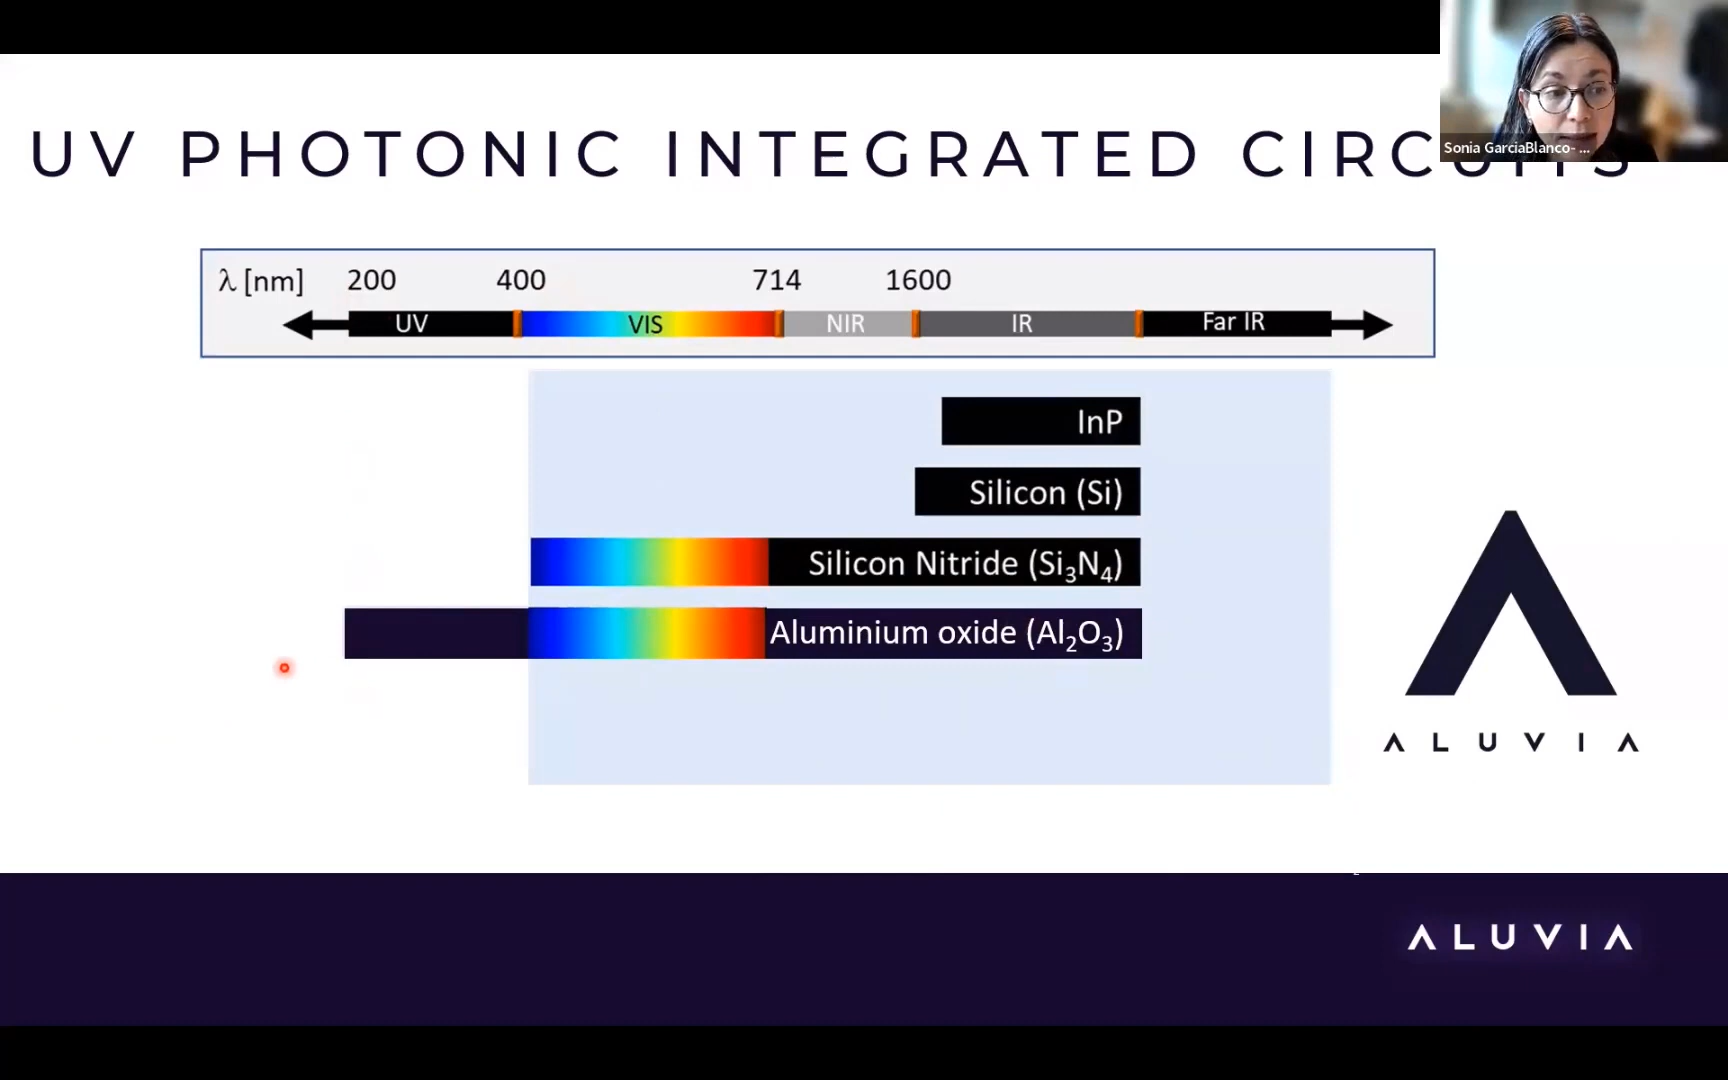 UV PHOTONIC INTEGRATED CIRCUITS
Sonia GarciaBlanco- ...
λ [nm] 200 400 714 1600
UV VIS NIR IR Far IR
InP
Silicon (Si)
Silicon Nitride (Si₃N₄)
Aluminium oxide (Al₂O₃)
ALUVIA
ALUVIA